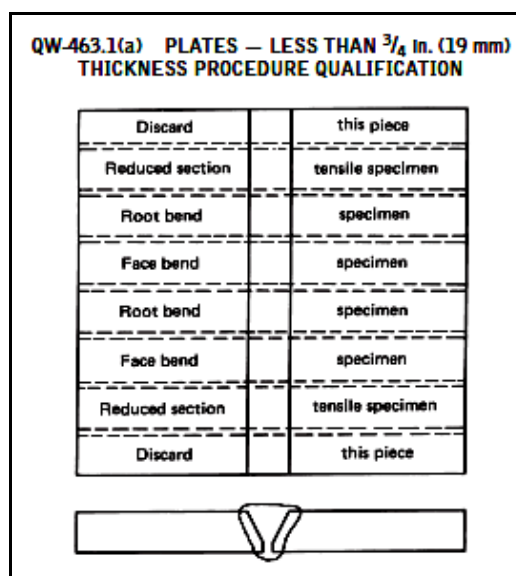 QW-463.1(a) PLATES — LESS THAN 3/4 in. (19 mm)
THICKNESS PROCEDURE QUALIFICATION
Discard this piece
Reduced section tensile specimen
Root bend specimen
Face bend specimen
Root bend specimen
Face bend specimen
Reduced section tensile specimen
Discard this piece